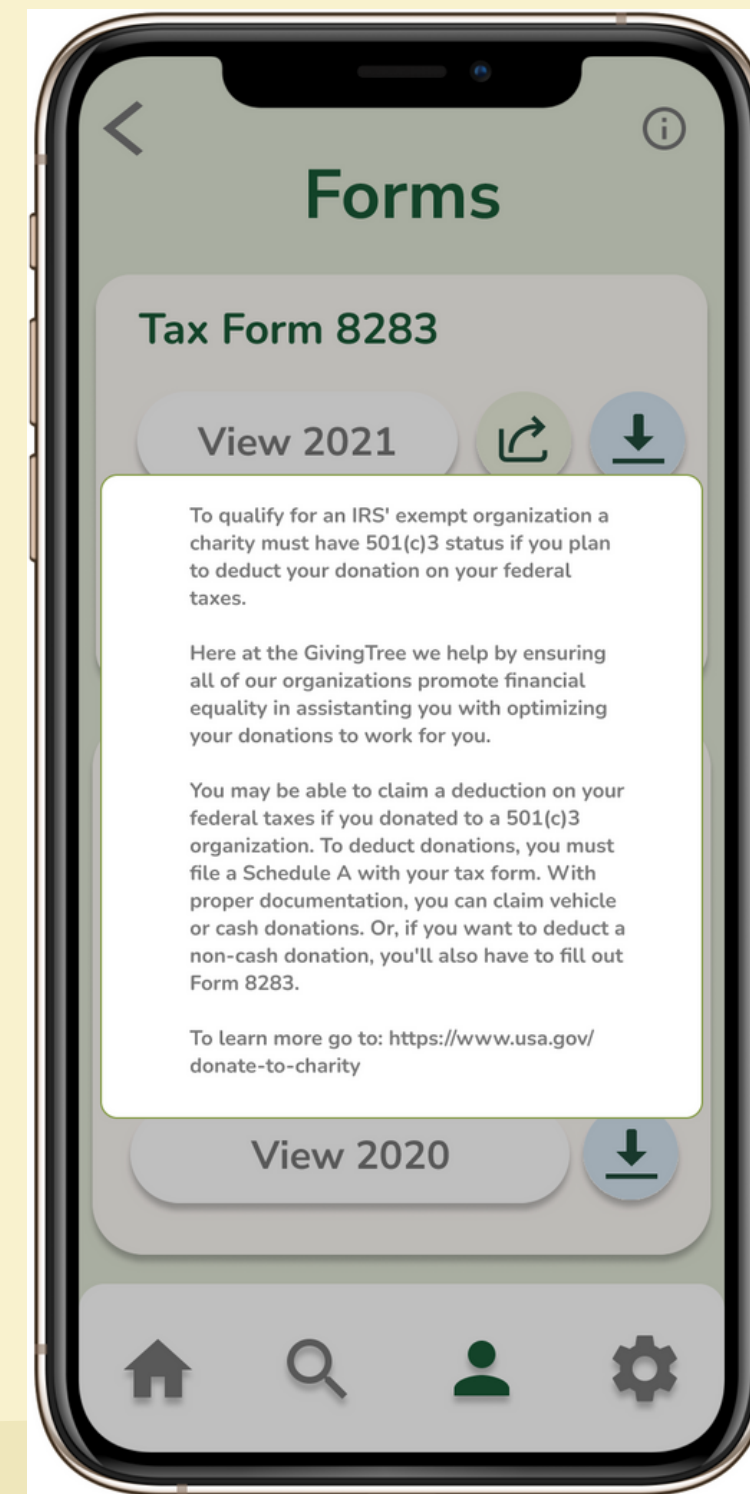 Forms
Tax Form 8283
View 2021
To qualify for an IRS' exempt organization a
charity must have 501(c)3 status if you plan
to deduct your donation on your federal
taxes.
Here at the GivingTree we help by ensuring
all of our organizations promote financial
equality in assistanting you with optimizing
your donations to work for you.
You may be able to claim a deduction on your
federal taxes if you donated to a 501(c)3
organization. To deduct donations, you must
file a Schedule A with your tax form. With
proper documentation, you can claim vehicle
or cash donations. Or, if you want to deduct a
non-cash donation, you'll also have to fill out
Form 8283.
To learn more go to: https://www.usa.gov/
donate-to-charity
View 2020